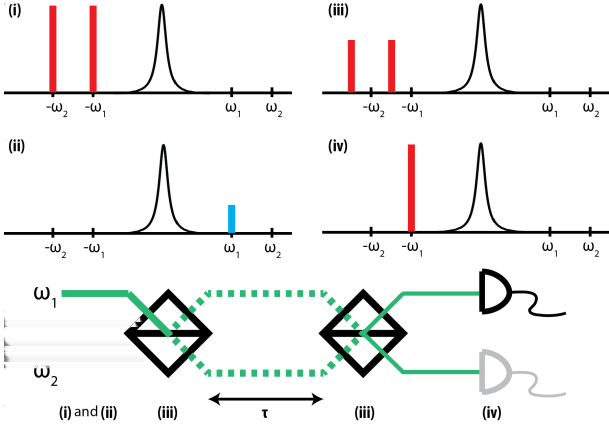 (i)
-ω₂ -ω₁ ω₁ ω₂
(iii)
-ω₂ -ω₁ ω₁ ω₂
(ii)
-ω₂ -ω₁ ω₁ ω₂
(iv)
-ω₂ -ω₁ ω₁ ω₂
ω₁
ω₂
(i) and (ii) (iii) τ (iii) (iv)